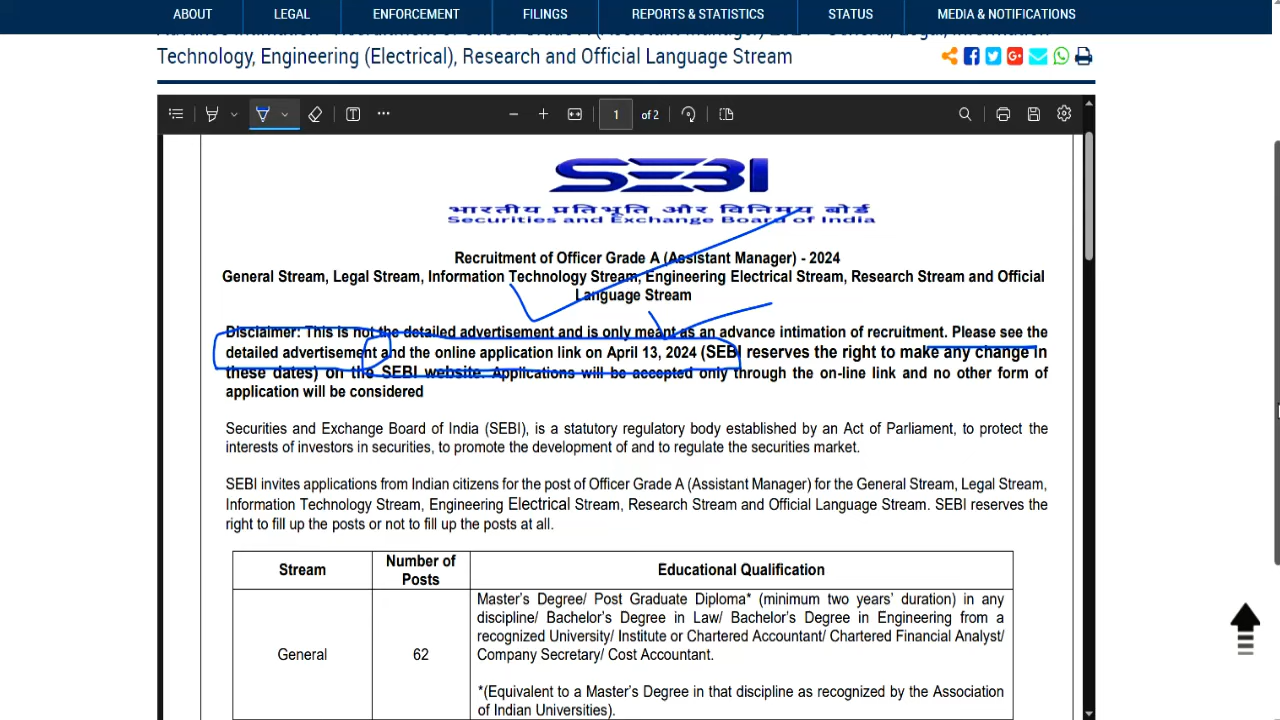 ABOUT LEGAL ENFORCEMENT FILINGS REPORTS & STATISTICS STATUS MEDIA & NOTIFICATIONS
Technology, Engineering (Electrical), Research and Official Language Stream
1 of 2
SEBI
भारतीय प्रतिभूति और विनिमय बोर्ड
Securities and Exchange Board of India
Recruitment of Officer Grade A (Assistant Manager) - 2024
General Stream, Legal Stream, Information Technology Stream, Engineering Electrical Stream, Research Stream and Official
Language Stream
Disclaimer: This is not the detailed advertisement and is only meant as an advance intimation of recruitment. Please see the
detailed advertisement and the online application link on April 13, 2024 (SEBI reserves the right to make any change in
these dates) on the SEBI website. Applications will be accepted only through the on-line link and no other form of
application will be considered
Securities and Exchange Board of India (SEBI), is a statutory regulatory body established by an Act of Parliament, to protect the
interests of investors in securities, to promote the development of and to regulate the securities market.
SEBI invites applications from Indian citizens for the post of Officer Grade A (Assistant Manager) for the General Stream, Legal Stream,
Information Technology Stream, Engineering Electrical Stream, Research Stream and Official Language Stream. SEBI reserves the
right to fill up the posts or not to fill up the posts at all.
Stream
Number of
Posts
Educational Qualification
General
62
Master's Degree/ Post Graduate Diploma* (minimum two years' duration) in any
discipline/ Bachelor's Degree in Law/ Bachelor's Degree in Engineering from a
recognized University/ Institute or Chartered Accountant/ Chartered Financial Analyst/
Company Secretary/ Cost Accountant.
*(Equivalent to a Master's Degree in that discipline as recognized by the Association
of Indian Universities).